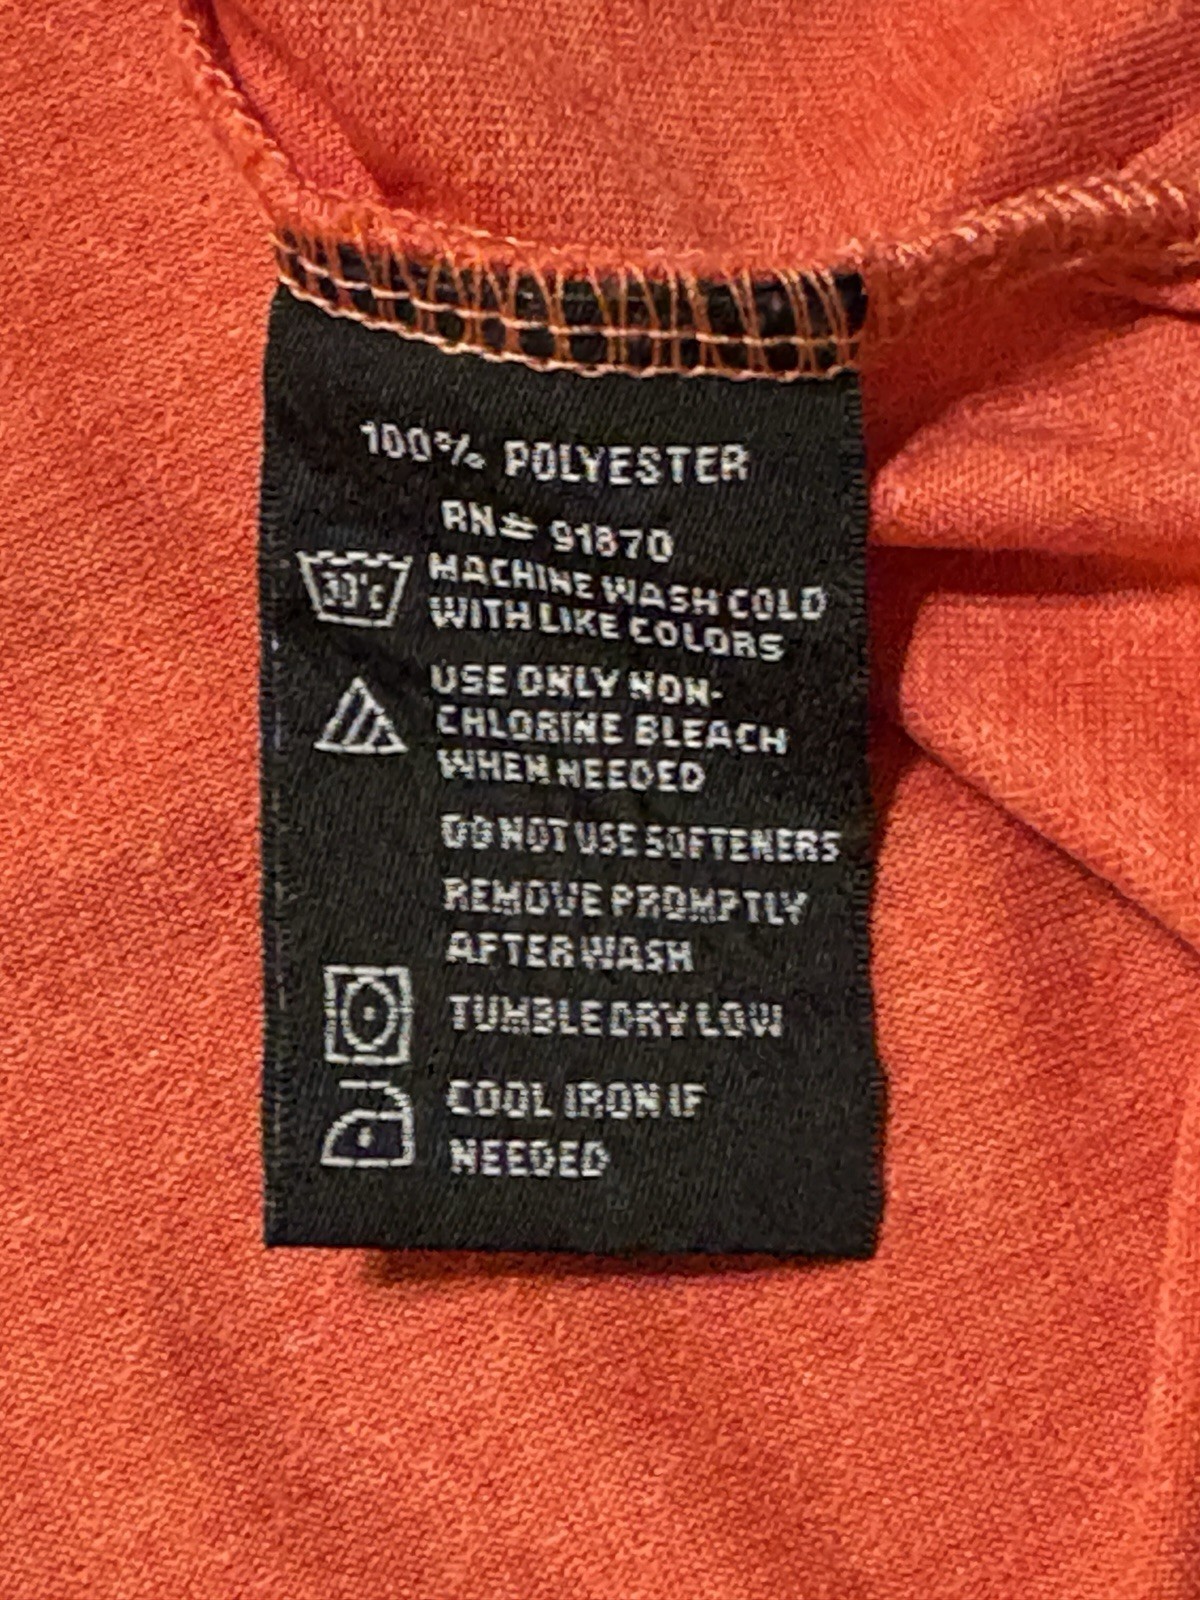 100% POLYESTER
RN# 91870
30°c
MACHINE WASH COLD
WITH LIKE COLORS
USE ONLY NON-
CHLORINE BLEACH
WHEN NEEDED
DO NOT USE SOFTENERS
REMOVE PROMPTLY
AFTER WASH
TUMBLE DRY LOW
COOL IRON IF
NEEDED